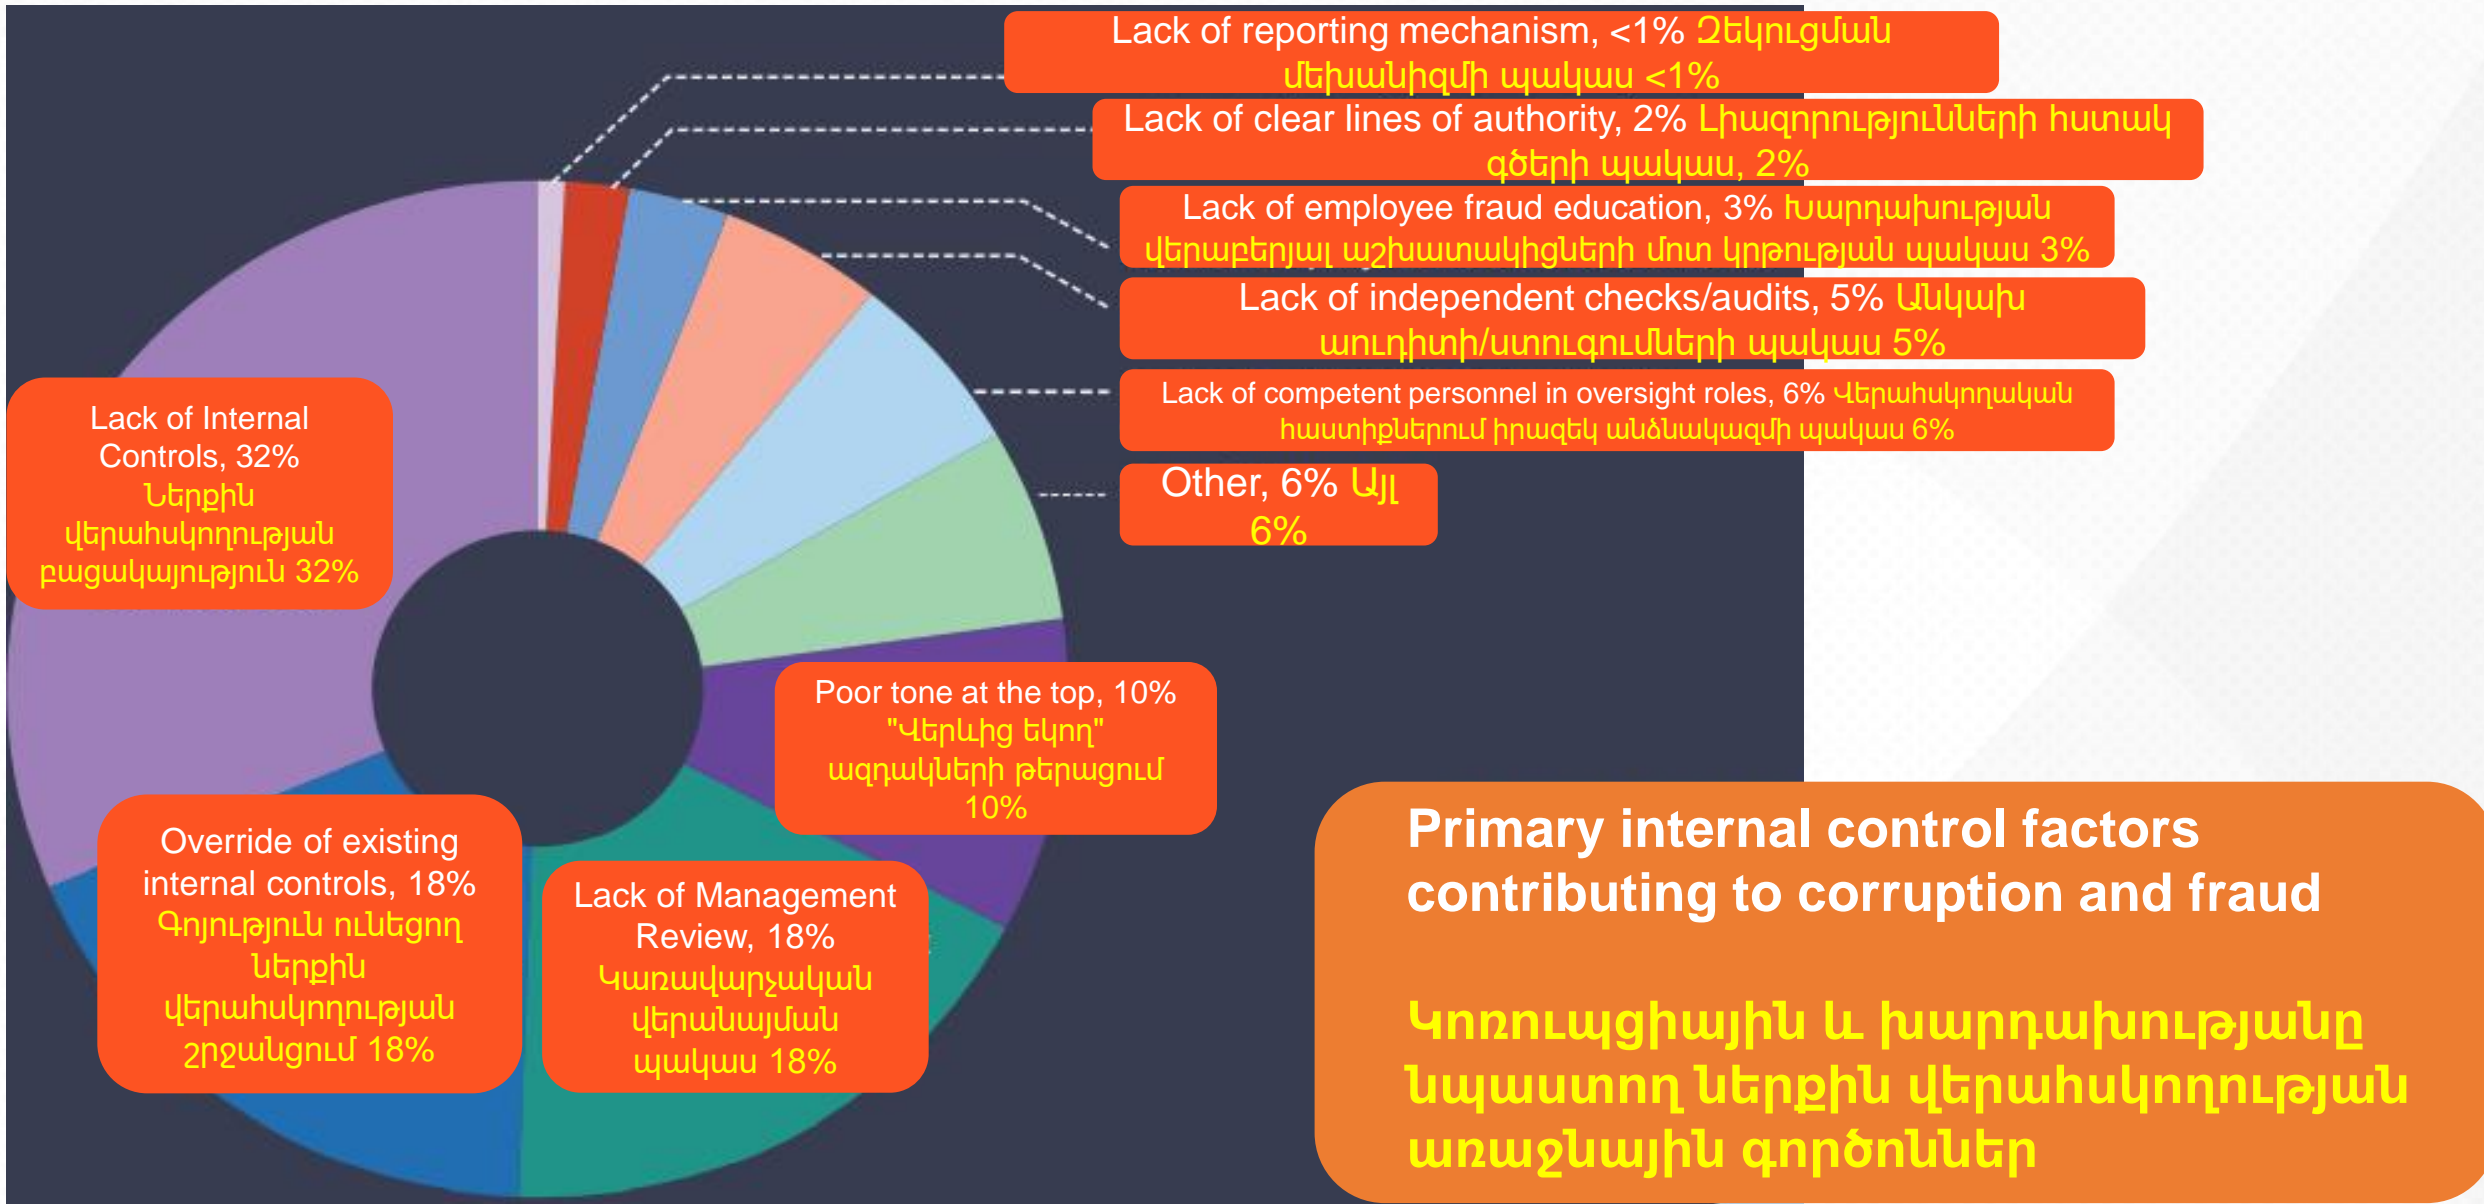 Lack of reporting mechanism, <1% Զեկուցման
մեխանիզմի պակաս <1%
Lack of clear lines of authority, 2% Լիազորությունների հստակ
գծերի պակաս, 2%
Lack of employee fraud education, 3% Խարդախության
վերաբերյալ աշխատակիցների մոտ կրթության պակաս 3%
Lack of independent checks/audits, 5% Անկախ
աուդիտի/ստուգումների պակաս 5%
Lack of competent personnel in oversight roles, 6% Վերահսկողական
հաստիքներում իրազեկ անձնակազմի պակաս 6%
Other, 6% Այլ
6%
Lack of Internal
Controls, 32%
Ներքին
վերահսկողության
բացակայություն 32%
Poor tone at the top, 10%
"Վերևից եկող"
ազդակների թերացում
10%
Override of existing
internal controls, 18%
Գոյություն ունեցող
ներքին
վերահսկողության
շրջանցում 18%
Lack of Management
Review, 18%
Կառավարչական
վերանայման
պակաս 18%
Primary internal control factors
contributing to corruption and fraud
Կոռուպցիային և խարդախությանը
նպաստող ներքին վերահսկողության
առաջնային գործոններ